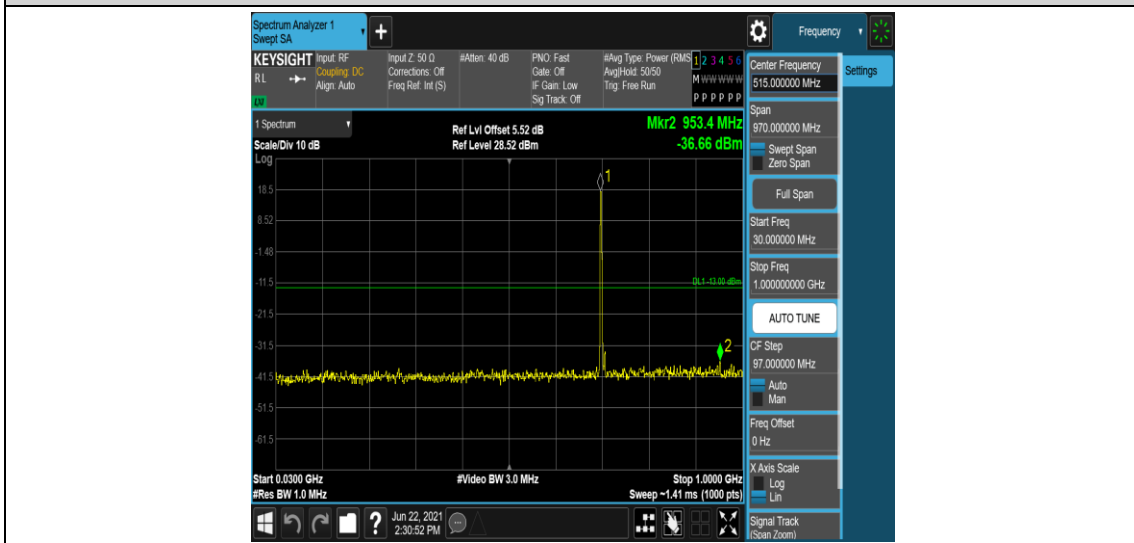 Spectrum Analyzer 1
Swept SA
+
Frequency
KEYSIGHT
RL
LXI
Input: RF
Coupling: DC
Align: Auto
Input Z: 50 Ω
Corrections: Off
Freq Ref: Int (S)
#Atten: 40 dB
PNO: Fast
Gate: Off
IF Gain: Low
Sig Track: Off
#Avg Type: Power (RMS
Avg|Hold: 50/50
Trig: Free Run
1 2 3 4 5 6
M W W W W W
P P P P P P
Center Frequency
515.000000 MHz
Settings
1 Spectrum
Scale/Div 10 dB
Ref Lvl Offset 5.52 dB
Ref Level 28.52 dBm
Mkr2 953.4 MHz
-36.66 dBm
Log
18.5
8.52
-1.48
-11.5
-21.5
-31.5
-41.5
-51.5
-61.5
1
DL1 -13.00 dBm
2
Start 0.0300 GHz
#Res BW 1.0 MHz
#Video BW 3.0 MHz
Stop 1.0000 GHz
Sweep ~1.41 ms (1000 pts)
Span
970.000000 MHz
Swept Span
Zero Span
Full Span
Start Freq
30.000000 MHz
Stop Freq
1.000000000 GHz
AUTO TUNE
CF Step
97.000000 MHz
Auto
Man
Freq Offset
0 Hz
X Axis Scale
Log
Lin
Signal Track
(Span Zoom)
?
Jun 22, 2021
2:30:52 PM